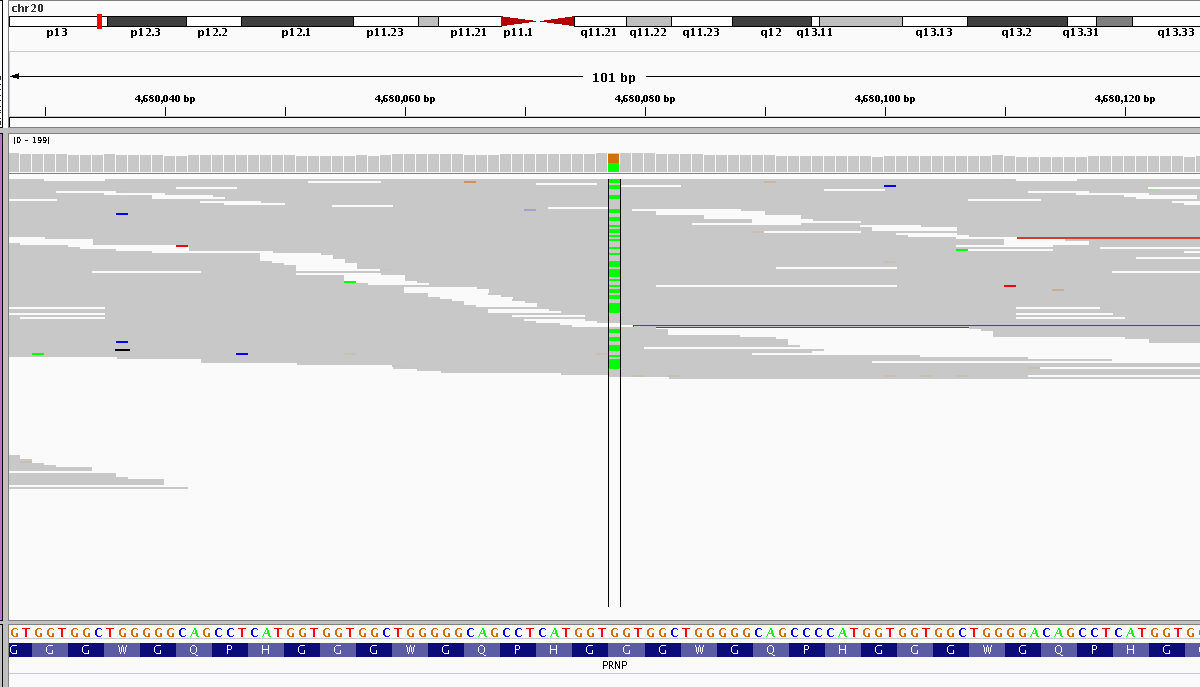 chr20
p13 p12.3 p12.2 p12.1 p11.23 p11.21 p11.1 q11.21 q11.22 q11.23 q12 q13.11 q13.13 q13.2 q13.31 q13.33
101 bp
4,680,040 bp 4,680,060 bp 4,680,080 bp 4,680,100 bp 4,680,120 bp
[0 - 199]
G T G G T G G C T G G G G G C A G C C T C A T G G T G G T G G C T G G G G G C A G C C T C A T G G T G G T G G C T G G G G G C A G C C C C A T G G T G G T G G C T G G G G A C A G C C T C A T G G T G G
G G G W G Q P H G G G W G Q P H G G G W G Q P H G G G W G Q P H G
PRNP